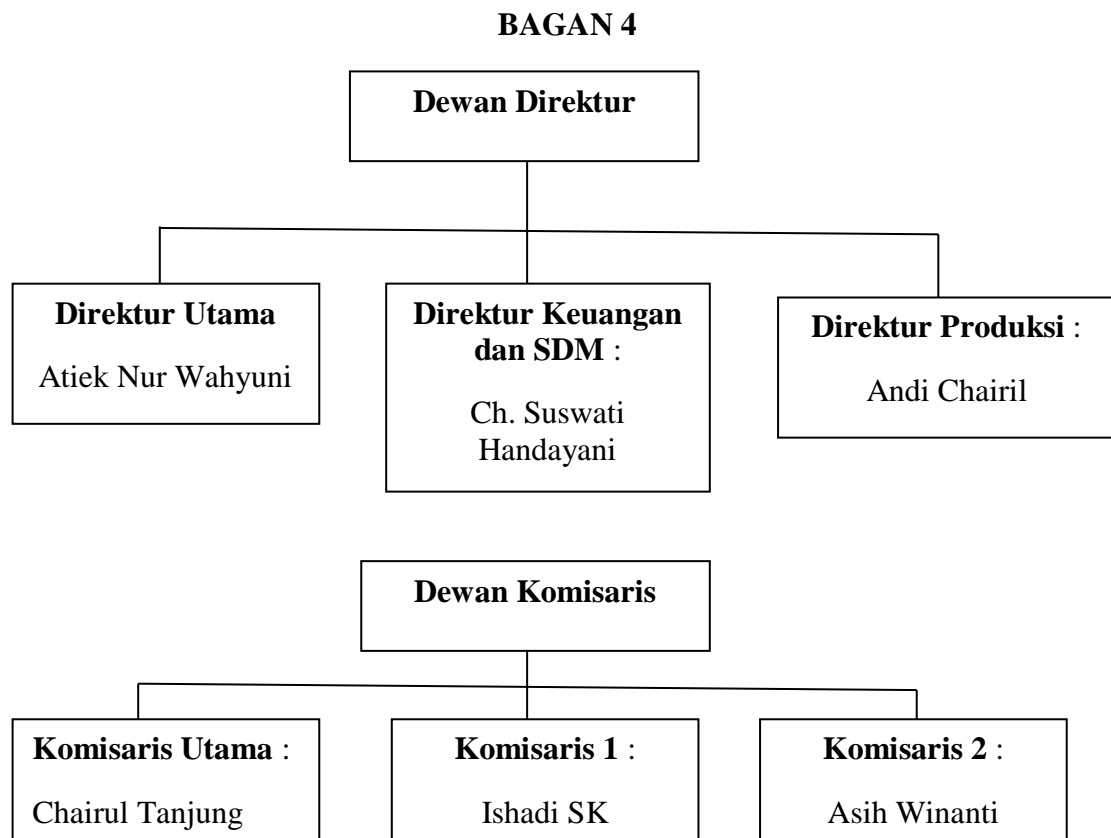 BAGAN 4
Dewan Direktur
Direktur Utama
Atiek Nur Wahyuni
Direktur Keuangan
dan SDM :
Ch. Suswati
Handayani
Direktur Produksi :
Andi Chairil
Dewan Komisaris
Komisaris Utama :
Chairul Tanjung
Komisaris 1 :
Ishadi SK
Komisaris 2 :
Asih Winanti